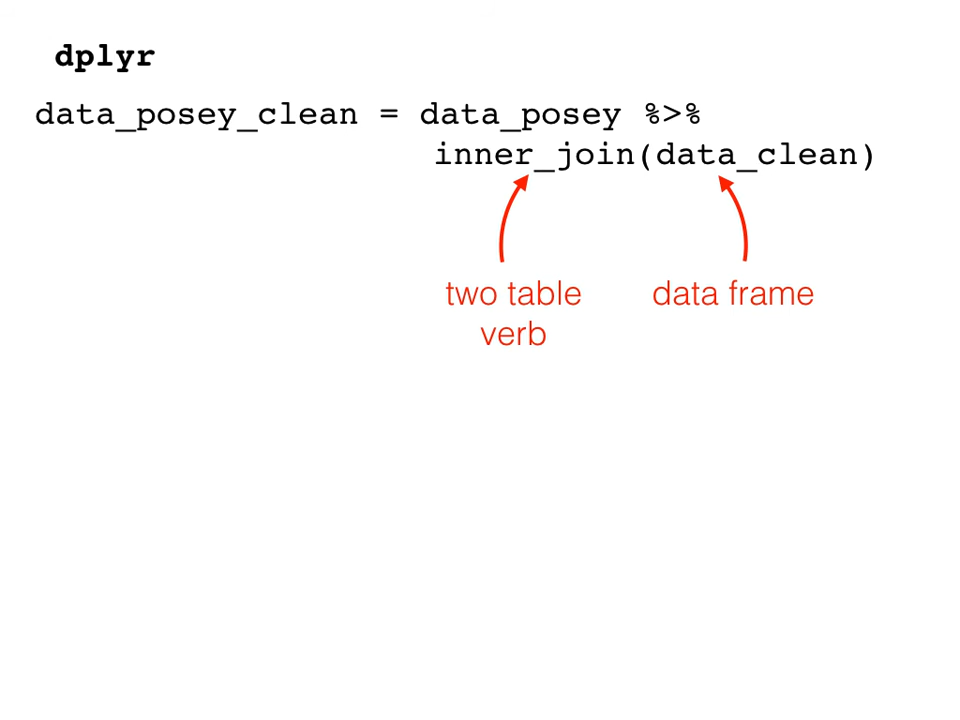 dplyr
data_posey_clean = data_posey %>%
inner_join(data_clean)
two table
verb
data frame